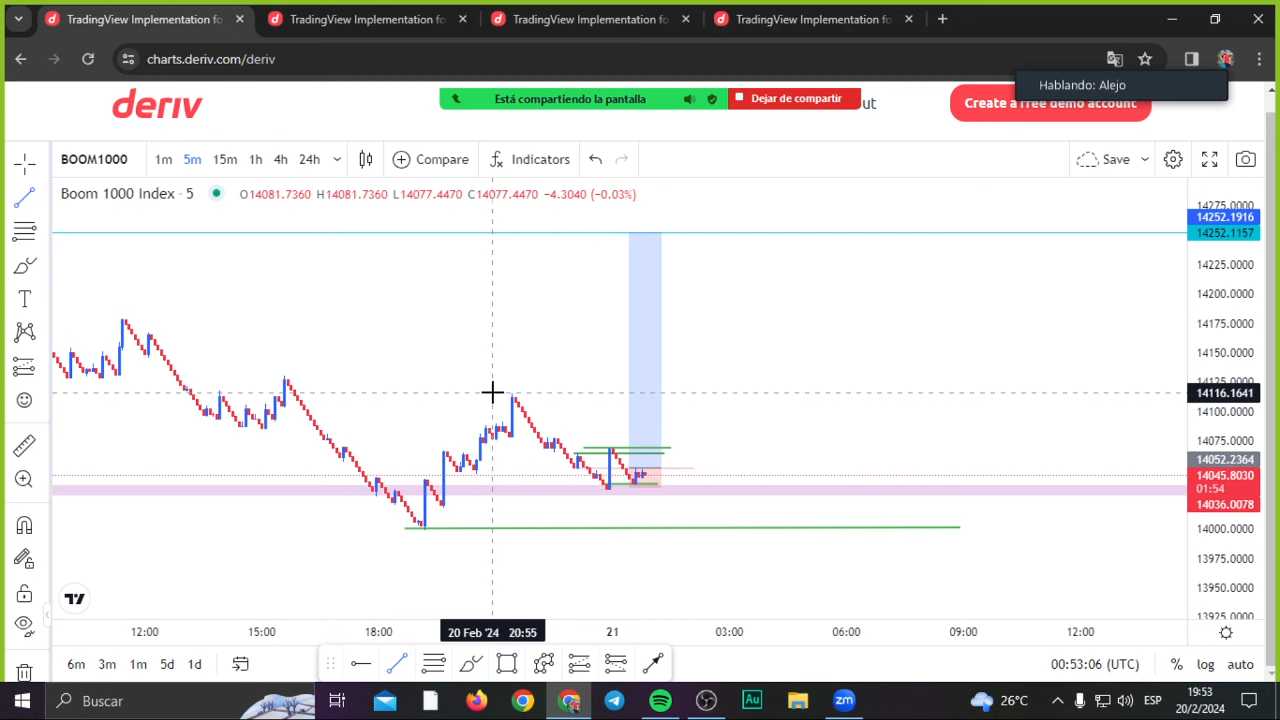 TradingView Implementation fo
TradingView Implementation fo
TradingView Implementation fo
TradingView Implementation fo
charts.deriv.com/deriv
Hablando: Alejo
deriv
Está compartiendo la pantalla
Dejar de compartir
out
Create a free demo account
BOOM1000
1m 5m 15m 1h 4h 24h
Compare
Indicators
Save
Boom 1000 Index · 5
O14081.7360 H14081.7360 L14077.4470 C14077.4470 -4.3040 (-0.03%)
14275.0000
14252.1916
14252.1157
14225.0000
14200.0000
14175.0000
14150.0000
14125.0000
14116.1641
14100.0000
14075.0000
14052.2364
14045.8030
01:54
14036.0078
14000.0000
13975.0000
13950.0000
13925.0000
12:00 15:00 18:00 20 Feb '24 20:55 21 03:00 06:00 09:00 12:00
6m 3m 1m 5d 1d
00:53:06 (UTC) % log auto
Buscar
Au
zm
26°C
ESP
19:53
20/2/2024